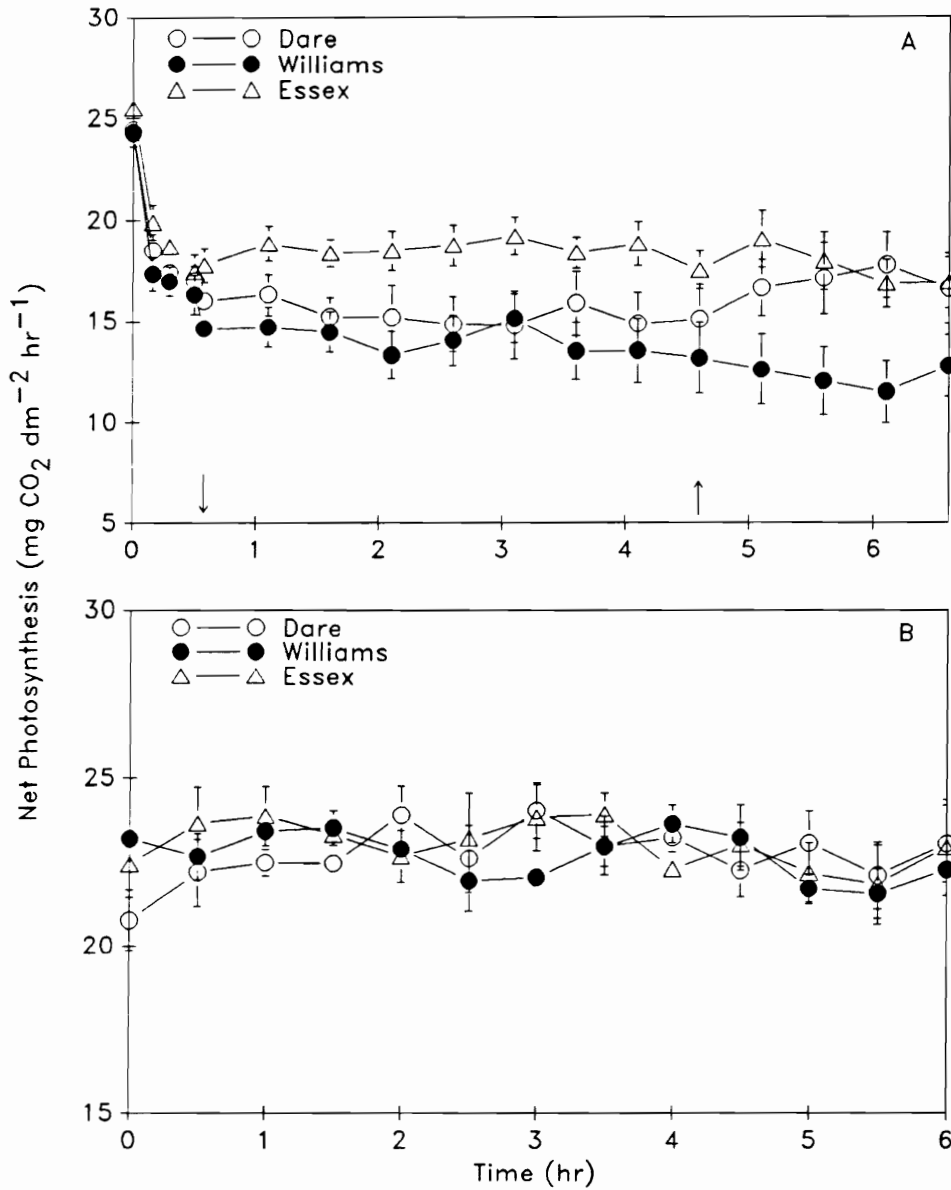 30
25
20
15
10
5
Dare
Williams
Essex
A
0 1 2 3 4 5 6
Net Photosynthesis (mg CO2 dm−2 hr−1)
30
25
20
15
Dare
Williams
Essex
B
0 1 2 3 4 5 6
Time (hr)